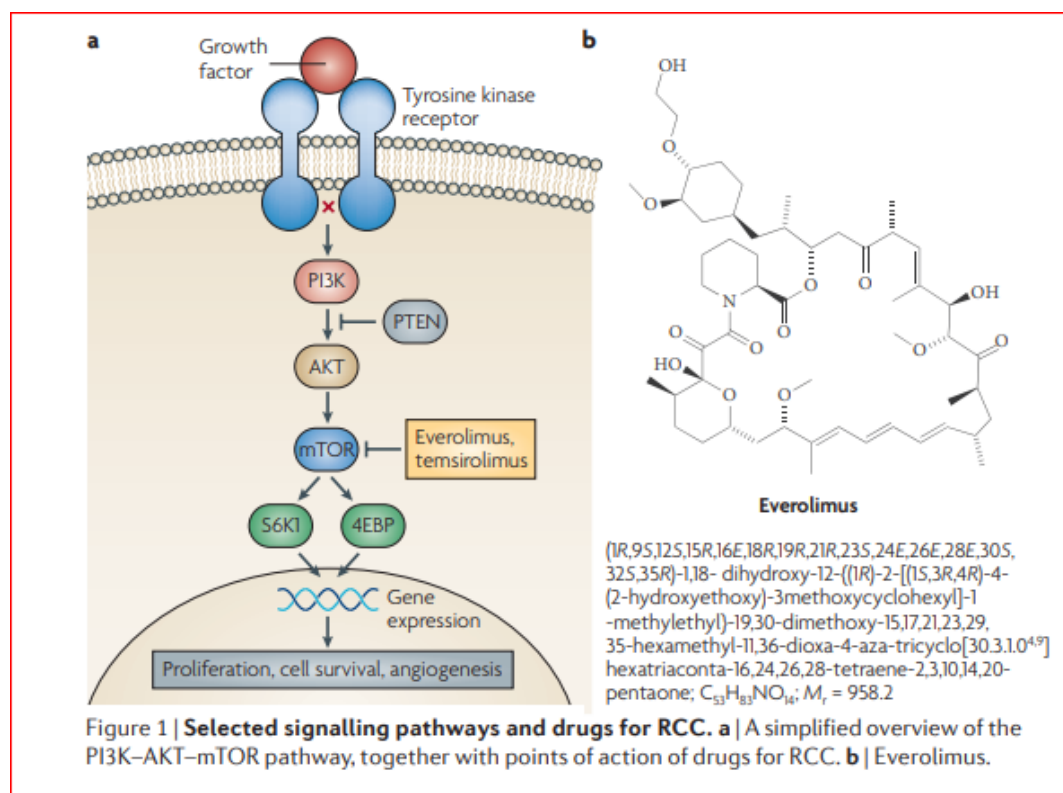 a
Growth
factor
Tyrosine kinase
receptor
×
PI3K
PTEN
AKT
mTOR
Everolimus,
temsirolimus
S6K1
4EBP
Gene
expression
Proliferation, cell survival, angiogenesis
b
OH
O
O
O
O
OH
N
O
O
O
O
O
HO
O
O
Everolimus
(1R,9S,12S,15R,16E,18R,19R,21R,23S,24E,26E,28E,30S,
32S,35R)-1,18- dihydroxy-12-{(1R)-2-[(1S,3R,4R)-4-
(2-hydroxyethoxy)-3methoxycyclohexyl]-1
-methylethyl}-19,30-dimethoxy-15,17,21,23,29,
35-hexamethyl-11,36-dioxa-4-aza-tricyclo[30.3.1.0⁴,⁹]
hexatriaconta-16,24,26,28-tetraene-2,3,10,14,20-
pentaone; C₅₃H₈₃NO₁₄; Mᵣ = 958.2
Figure 1 | Selected signalling pathways and drugs for RCC. a | A simplified overview of the
PI3K–AKT–mTOR pathway, together with points of action of drugs for RCC. b | Everolimus.